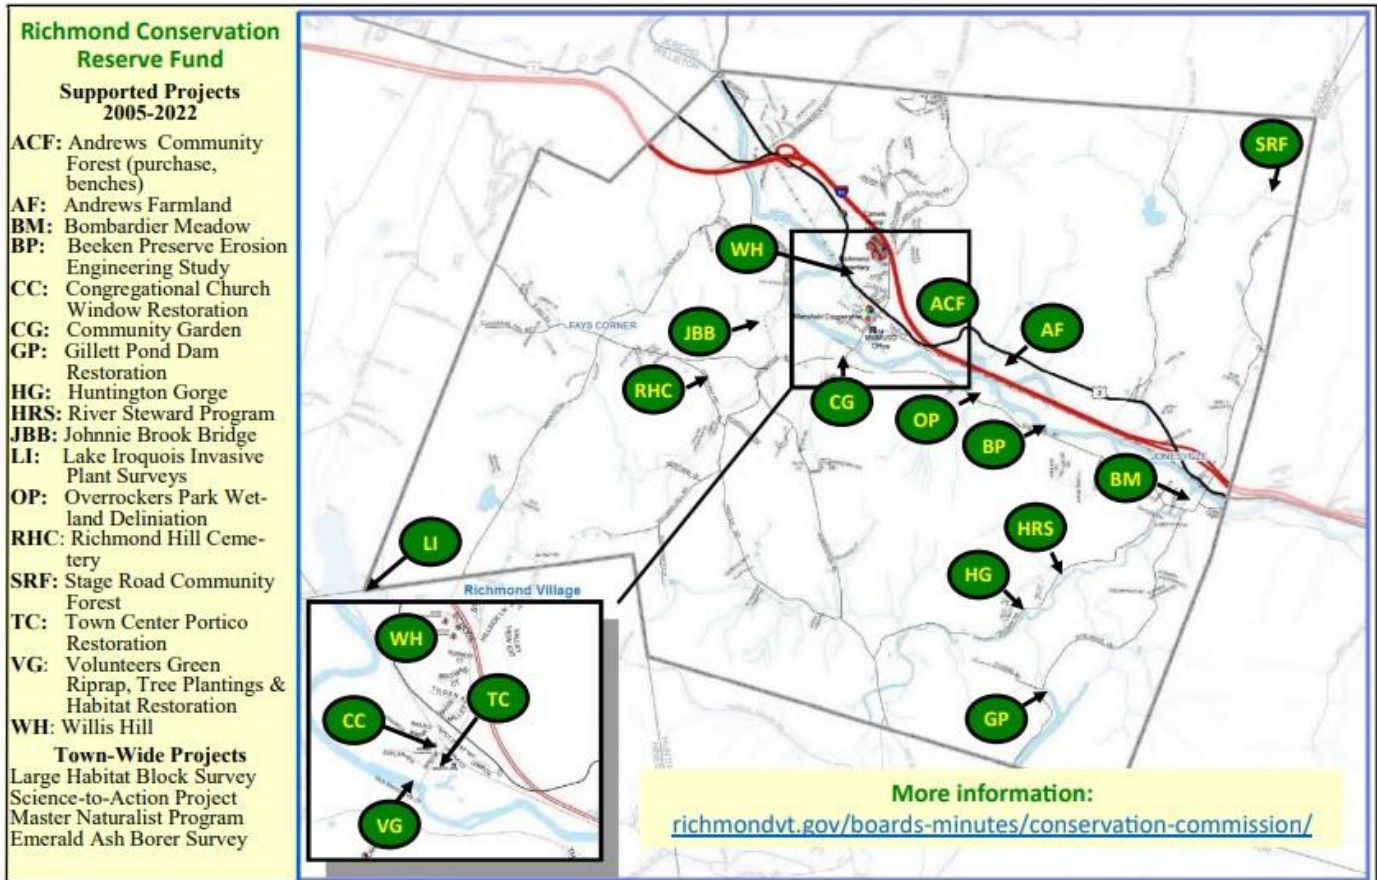 Richmond Conservation
Reserve Fund
Supported Projects
2005-2022
ACF: Andrews Community
Forest (purchase,
benches)
AF: Andrews Farmland
BM: Bombardier Meadow
BP: Beeken Preserve Erosion
Engineering Study
CC: Congregational Church
Window Restoration
CG: Community Garden
GP: Gillett Pond Dam
Restoration
HG: Huntington Gorge
HRS: River Steward Program
JBB: Johnnie Brook Bridge
LI: Lake Iroquois Invasive
Plant Surveys
OP: Overrockers Park Wet-
land Deliniation
RHC: Richmond Hill Ceme-
tery
SRF: Stage Road Community
Forest
TC: Town Center Portico
Restoration
VG: Volunteers Green
Riprap, Tree Plantings &
Habitat Restoration
WH: Willis Hill
Town-Wide Projects
Large Habitat Block Survey
Science-to-Action Project
Master Naturalist Program
Emerald Ash Borer Survey
JERICHO
WILLISTON
SRF
WH
ACF
JBB
FAYS CORNER
AF
RHC
CG
OP
BP
2
JONESVILLE
BM
HRS
LI
HG
Richmond Village
WH
TC
CC
GP
VG
More information:
richmondvt.gov/boards-minutes/conservation-commission/